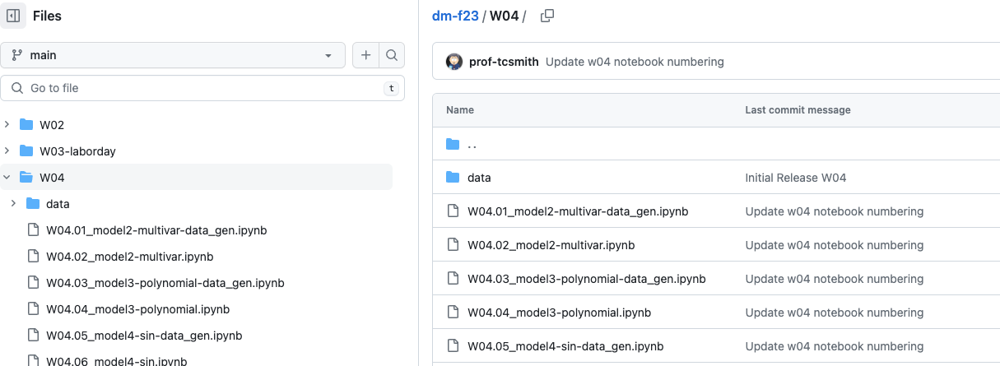 Files
main
Go to file
t
W02
W03-laborday
W04
data
W04.01_model2-multivar-data_gen.ipynb
W04.02_model2-multivar.ipynb
W04.03_model3-polynomial-data_gen.ipynb
W04.04_model3-polynomial.ipynb
W04.05_model4-sin-data_gen.ipynb
W04.06_model4-sin.ipynb
dm-f23 / W04 /
prof-tcsmith Update w04 notebook numbering
Name Last commit message
..
data Initial Release W04
W04.01_model2-multivar-data_gen.ipynb Update w04 notebook numbering
W04.02_model2-multivar.ipynb Update w04 notebook numbering
W04.03_model3-polynomial-data_gen.ipynb Update w04 notebook numbering
W04.04_model3-polynomial.ipynb Update w04 notebook numbering
W04.05_model4-sin-data_gen.ipynb Update w04 notebook numbering